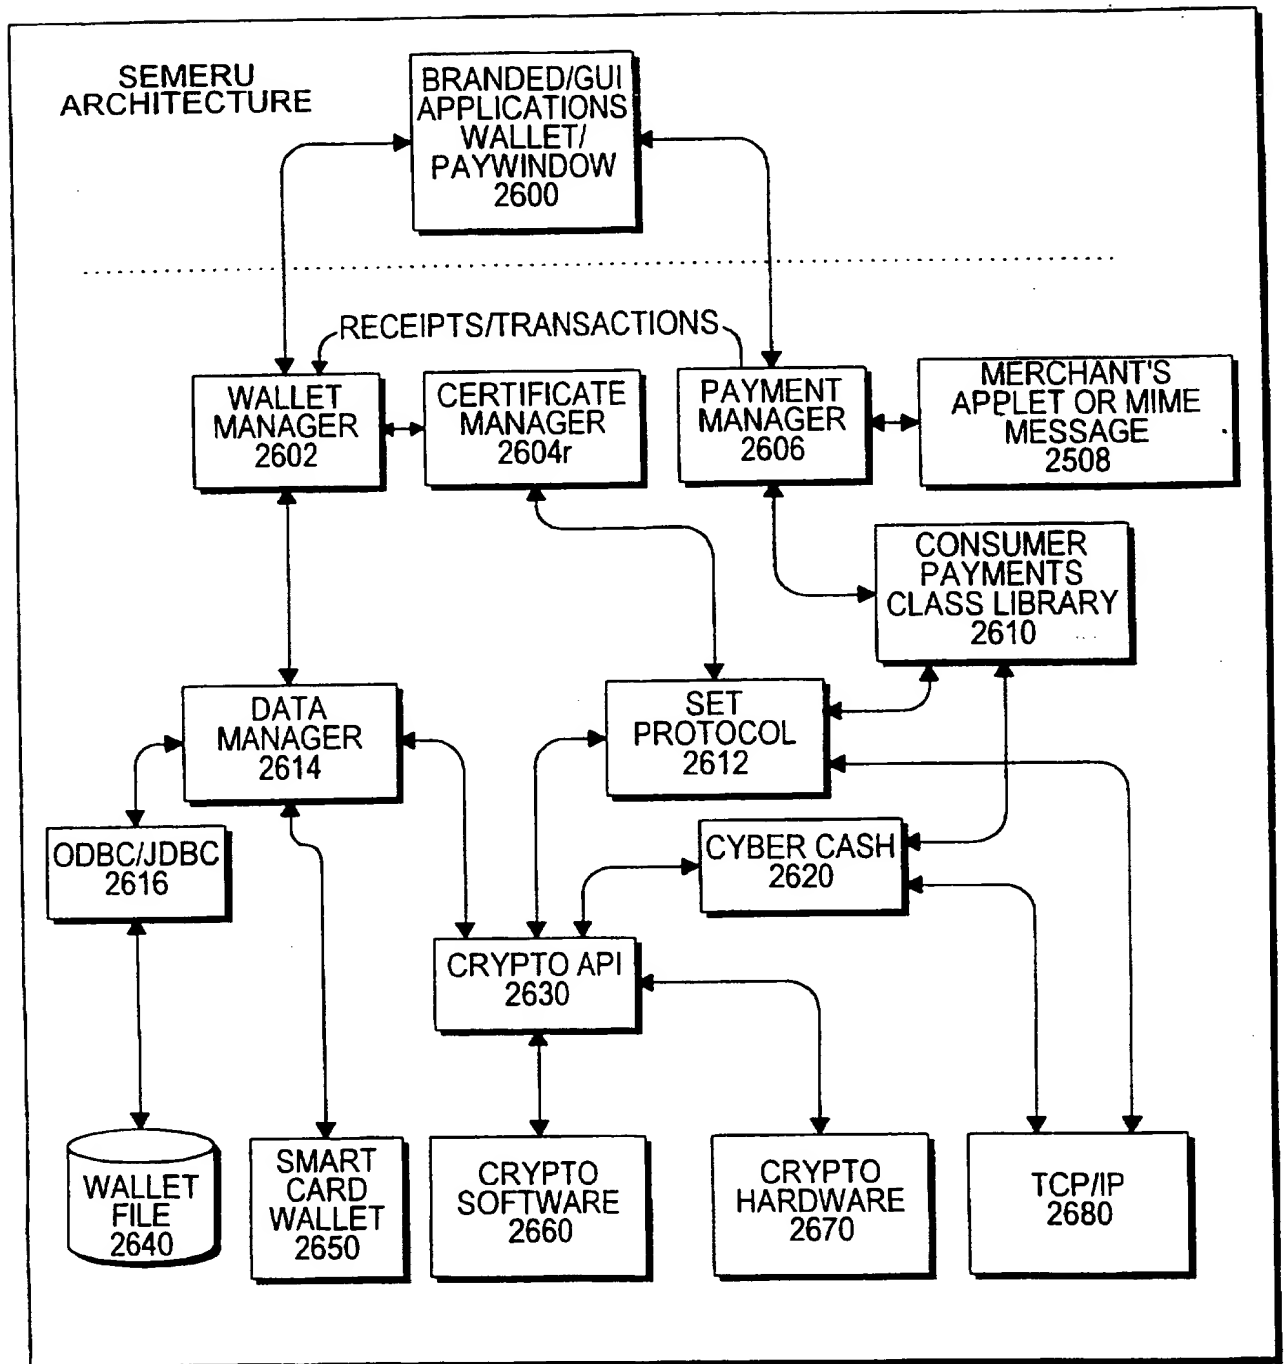 SEMERU
ARCHITECTURE
BRANDED/GUI
APPLICATIONS
WALLET/
PAYWINDOW
2600
RECEIPTS/TRANSACTIONS
WALLET
MANAGER
2602
CERTIFICATE
MANAGER
2604r
PAYMENT
MANAGER
2606
MERCHANT'S
APPLET OR MIME
MESSAGE
2508
CONSUMER
PAYMENTS
CLASS LIBRARY
2610
DATA
MANAGER
2614
SET
PROTOCOL
2612
ODBC/JDBC
2616
CYBER CASH
2620
CRYPTO API
2630
WALLET
FILE
2640
SMART
CARD
WALLET
2650
CRYPTO
SOFTWARE
2660
CRYPTO
HARDWARE
2670
TCP/IP
2680